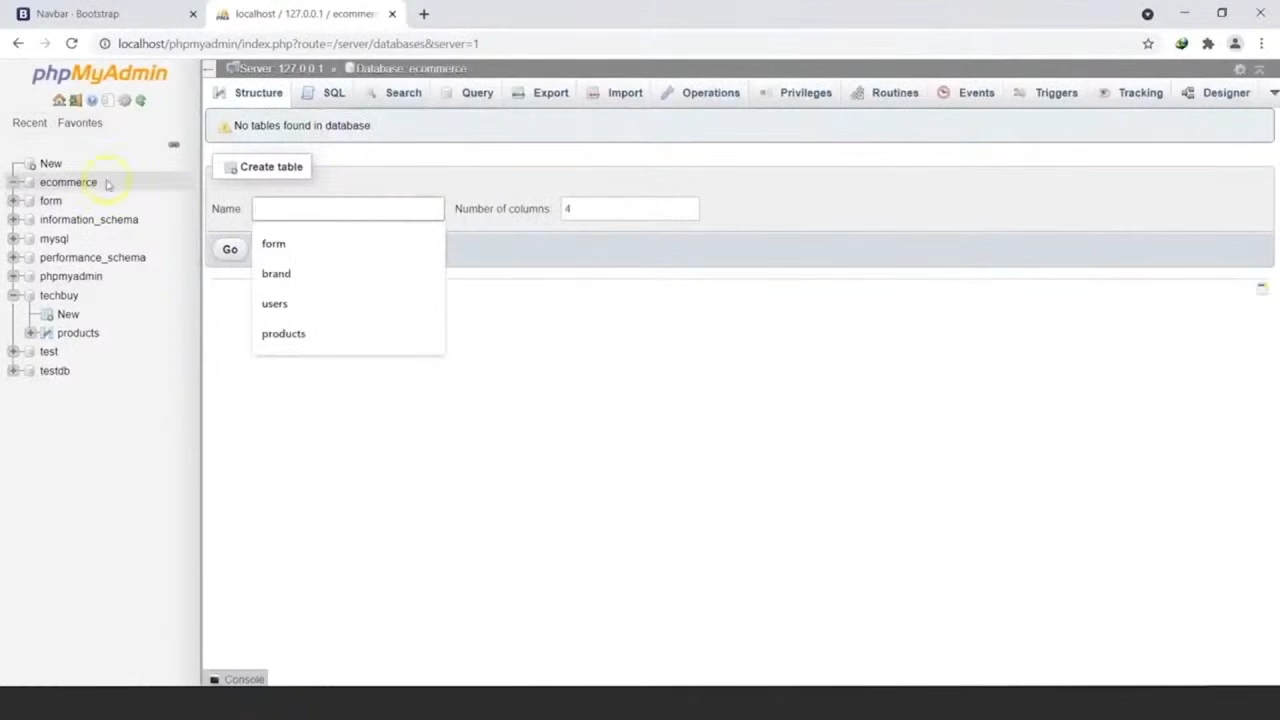 Navbar · Bootstrap
localhost / 127.0.0.1 / ecommer
localhost/phpmyadmin/index.php?route=/server/databases&server=1
phpMyAdmin
Server: 127.0.0.1 » Database: ecommerce
Structure SQL Search Query Export Import Operations Privileges Routines Events Triggers Tracking Designer
Recent Favorites
No tables found in database.
New
ecommerce
form
information_schema
mysql
performance_schema
phpmyadmin
techbuy
New
products
test
testdb
Create table
Name: Number of columns: 4
Go
form
brand
users
products
Console